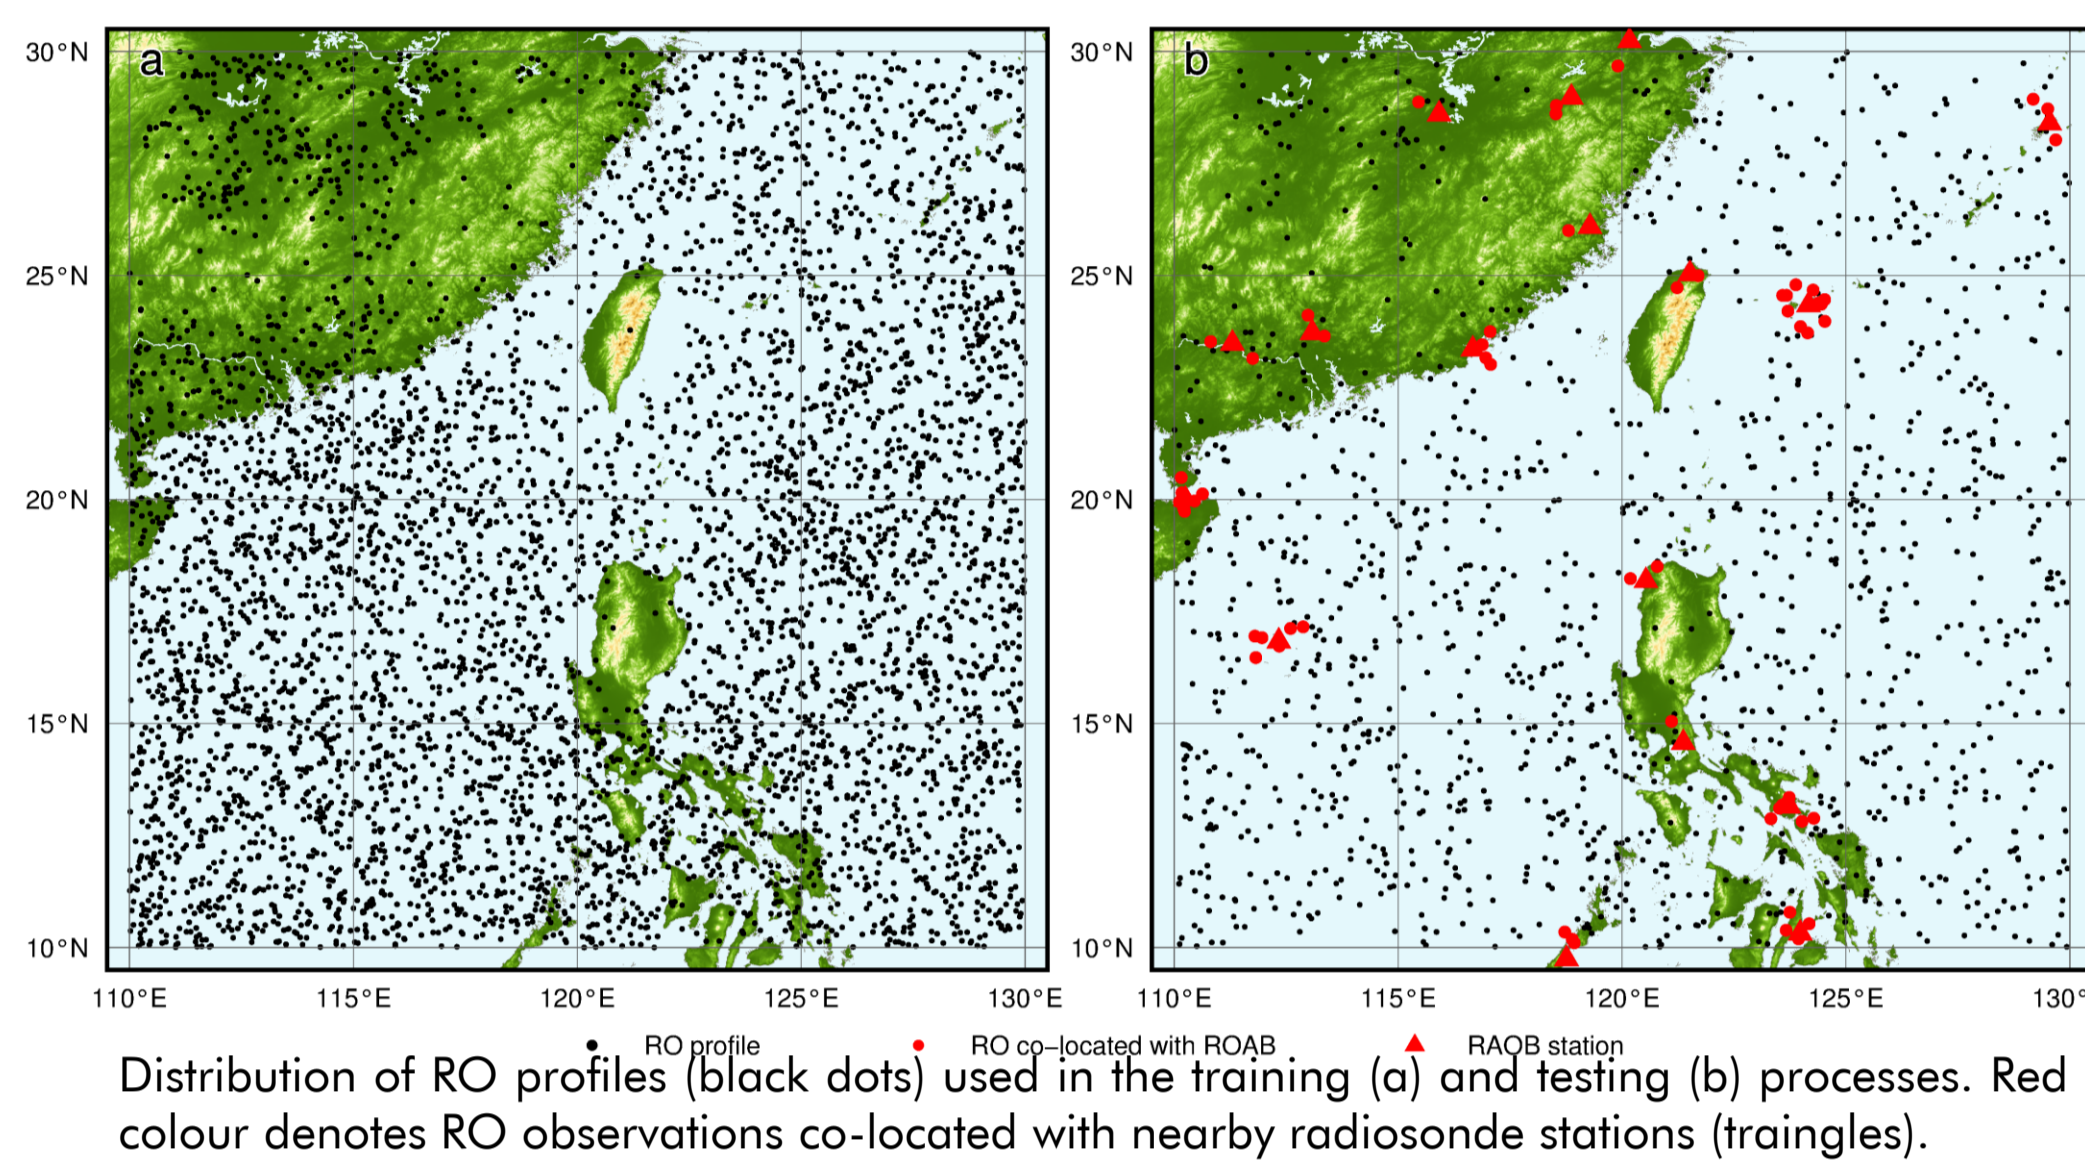 a
b
30°N
30°N
25°N
25°N
20°N
20°N
15°N
15°N
10°N
10°N
110°E 115°E 120°E 125°E 130°E
110°E 115°E 120°E 125°E 130°
RO profile RO co–located with ROAB RAOB station
Distribution of RO profiles (black dots) used in the training (a) and testing (b) processes. Red
colour denotes RO observations co-located with nearby radiosonde stations (traingles).